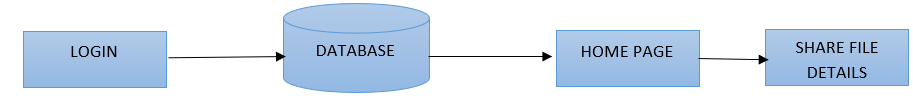 LOGIN
DATABASE
HOME PAGE
SHARE FILE
DETAILS